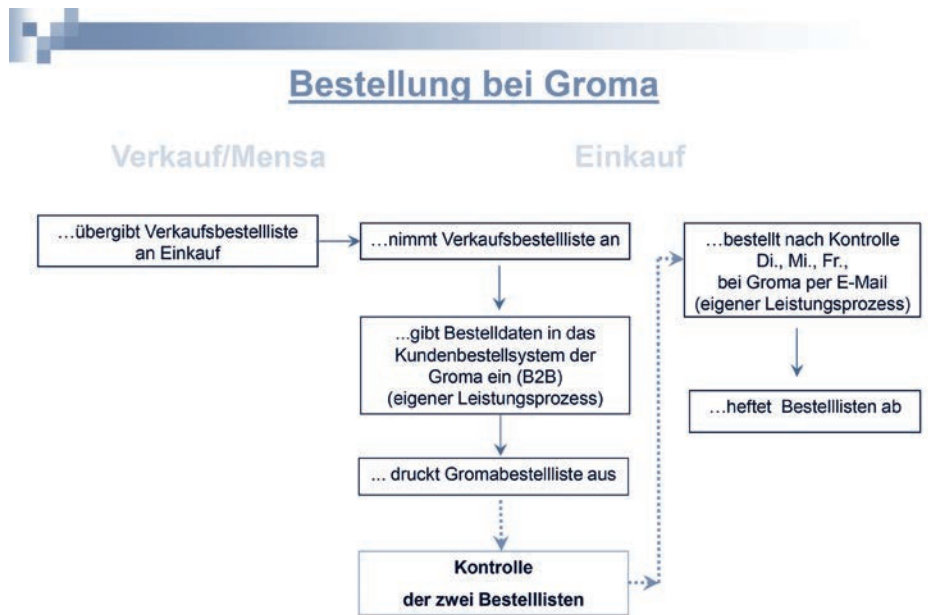 Bestellung bei Groma
Verkauf/Mensa
Einkauf
…übergibt Verkaufsbestellliste
an Einkauf
…nimmt Verkaufsbestellliste an
...gibt Bestelldaten in das
Kundenbestellsystem der
Groma ein (B2B)
(eigener Leistungsprozess)
... druckt Gromabestellliste aus
Kontrolle
der zwei Bestelllisten
…bestellt nach Kontrolle
Di., Mi., Fr.,
bei Groma per E-Mail
(eigener Leistungsprozess)
…heftet Bestelllisten ab